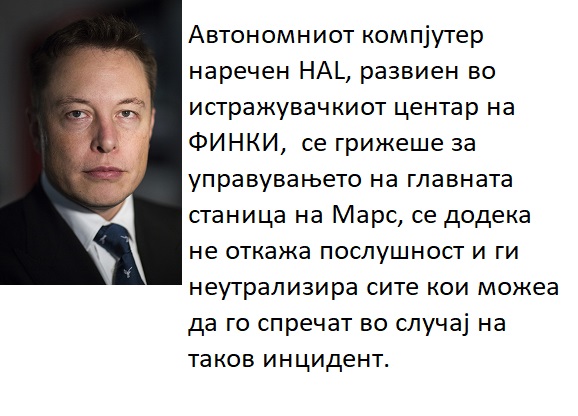 Автономниот компјутер
наречен HAL, развиен во
истражувачкиот центар на
ФИНКИ,  се грижеше за
управувањето на главната
станица на Марс, се додека
не откажа послушност и ги
неутрализира сите кои можеа
да го спречат во случај на
таков инцидент.